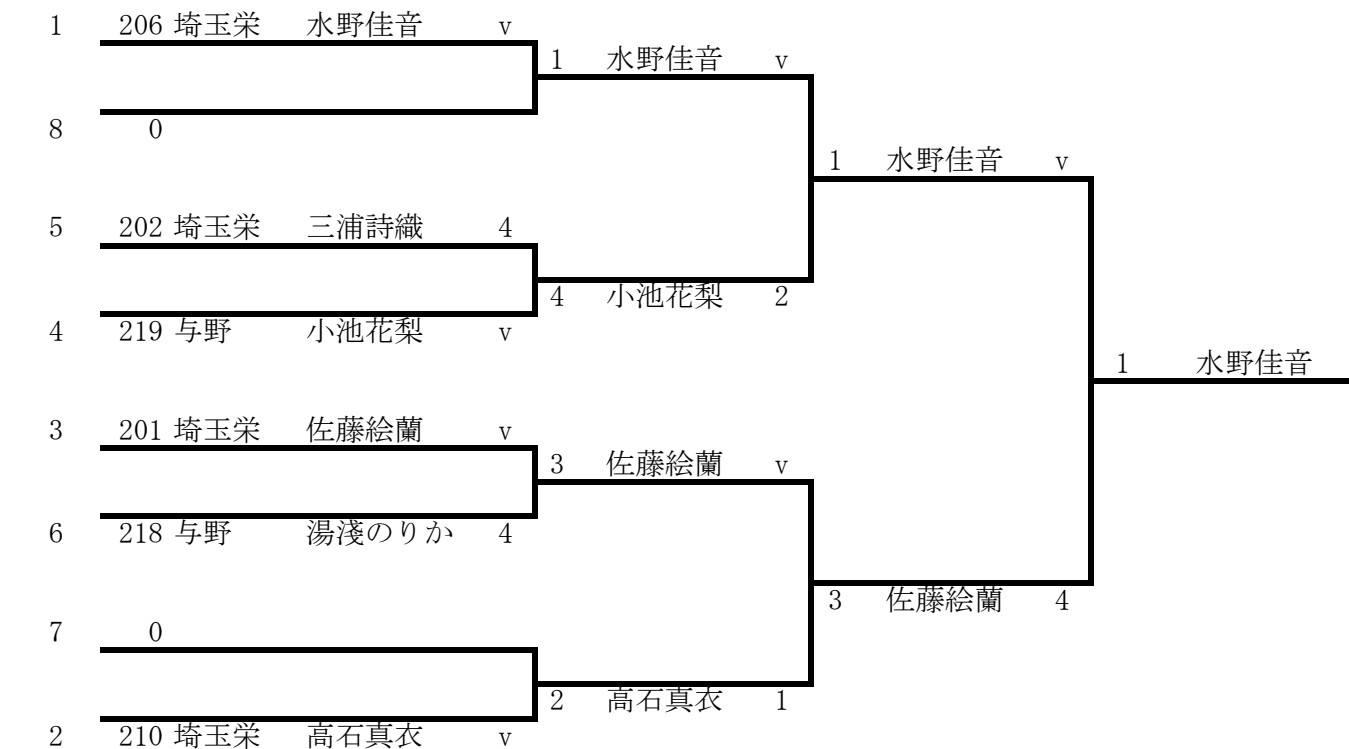 1 206 埼玉栄 水野佳音 v
1 水野佳音 v
8 0
1 水野佳音 v
5 202 埼玉栄 三浦詩織 4
4 小池花梨 2
4 219 与野 小池花梨 v
1 水野佳音
3 201 埼玉栄 佐藤絵蘭 v
3 佐藤絵蘭 v
6 218 与野 湯淺のりか 4
3 佐藤絵蘭 4
7 0
2 高石真衣 1
2 210 埼玉栄 高石真衣 v